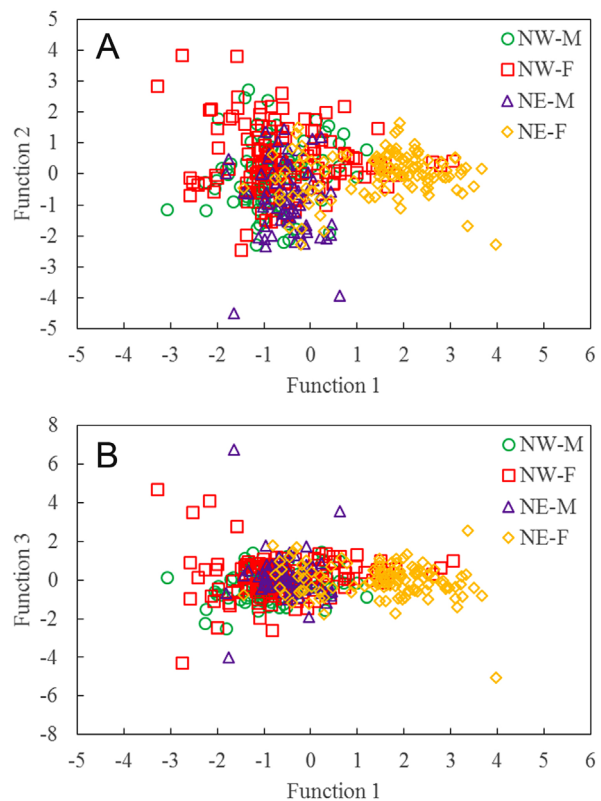 A
NW-M
NW-F
NE-M
NE-F
Function 2
5
4
3
2
1
0
-1
-2
-3
-4
-5
-5 -4 -3 -2 -1 0 1 2 3 4 5 6
Function 1
B
NW-M
NW-F
NE-M
NE-F
Function 3
8
6
4
2
0
-2
-4
-6
-8
-5 -4 -3 -2 -1 0 1 2 3 4 5 6
Function 1